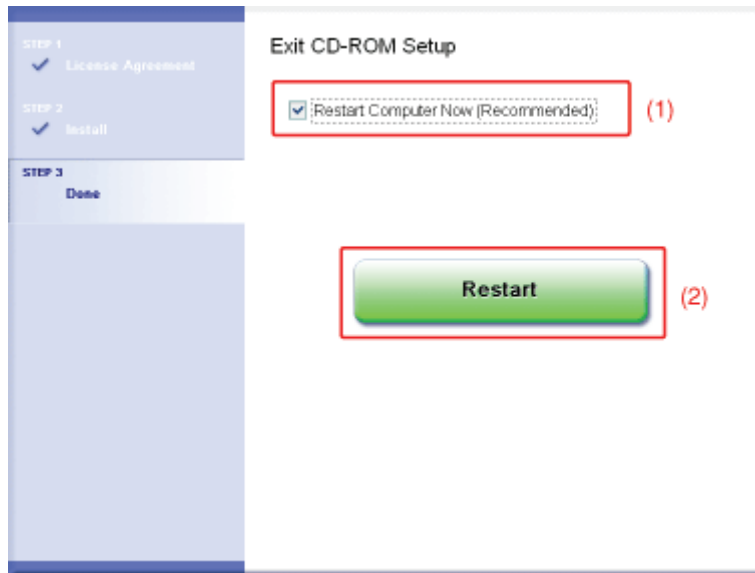 STEP 1
License Agreement
STEP 2
Install
STEP 3
Done
Exit CD-ROM Setup
Restart Computer Now (Recommended)
(1)
Restart
(2)